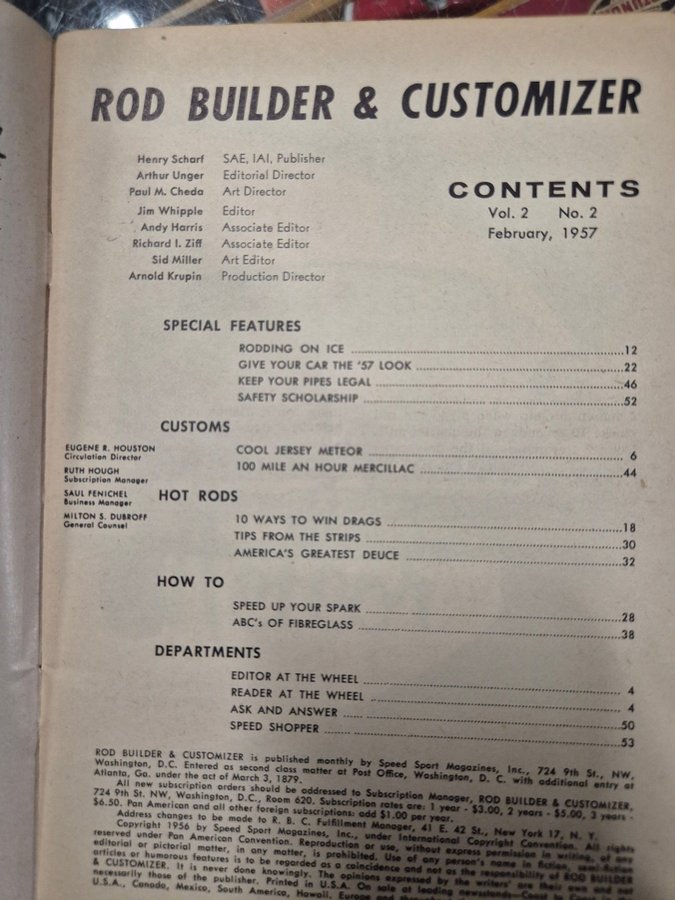 ROD BUILDER & CUSTOMIZER
Henry Scharf SAE, IAI, Publisher
Arthur Unger Editorial Director
Paul M. Cheda Art Director
Jim Whipple Editor
Andy Harris Associate Editor
Richard I. Ziff Associate Editor
Sid Miller Art Editor
Arnold Krupin Production Director
CONTENTS
Vol. 2 No. 2
February, 1957
SPECIAL FEATURES
RODDING ON ICE 12
GIVE YOUR CAR THE '57 LOOK 22
KEEP YOUR PIPES LEGAL 46
SAFETY SCHOLARSHIP 52
CUSTOMS
COOL JERSEY METEOR 6
100 MILE AN HOUR MERCILLAC 44
EUGENE R. HOUSTON
Circulation Director
RUTH HOUGH
Subscription Manager
SAUL FENICHEL
Business Manager
MILTON S. DUBROFF
General Counsel
HOT RODS
10 WAYS TO WIN DRAGS 18
TIPS FROM THE STRIPS 30
AMERICA'S GREATEST DEUCE 32
HOW TO
SPEED UP YOUR SPARK 28
ABC's OF FIBREGLASS 38
DEPARTMENTS
EDITOR AT THE WHEEL 4
READER AT THE WHEEL 4
ASK AND ANSWER 50
SPEED SHOPPER 53
ROD BUILDER & CUSTOMIZER is published monthly by Speed Sport Magazines, Inc., 724 9th St., NW,
Washington, D.C. Entered as second class matter at Post Office, Washington, D. C. with additional entry at
Atlanta, Ga. under the act of March 3, 1879.
All new subscription orders should be addressed to Subscription Manager, ROD BUILDER & CUSTOMIZER,
724 9th St. NW, Washington, D.C., Room 620. Subscription rates are: 1 year - $3.00, 2 years - $5.00, 3 years -
$6.50. Pan American and all other foreign subscriptions: add $1.00 per year.
Address changes to be made to R. B. C. Fulfillment Manager, 41 E. 42 St., New York 17, N. Y.
Copyright 1956 by Speed Sport Magazines, Inc., under International Copyright Convention. All rights
reserved under Pan American Convention. Reproduction or use, without express permission in writing, of any
editorial or pictorial matter, in any matter, is prohibited. Use of any person's name in fiction, semi-fiction
articles or humorous features is to be regarded as a coincidence and not as the responsibility of ROD BUILDER
& CUSTOMIZER. It is never done knowingly. The opinions expressed by the writers' are their own and not
necessarily those of the publisher. Printed in U.S.A. On sale at leading newsstands—Coast to Coast in the
U.S.A., Canada, Mexico, South America, Hawaii, Europe and